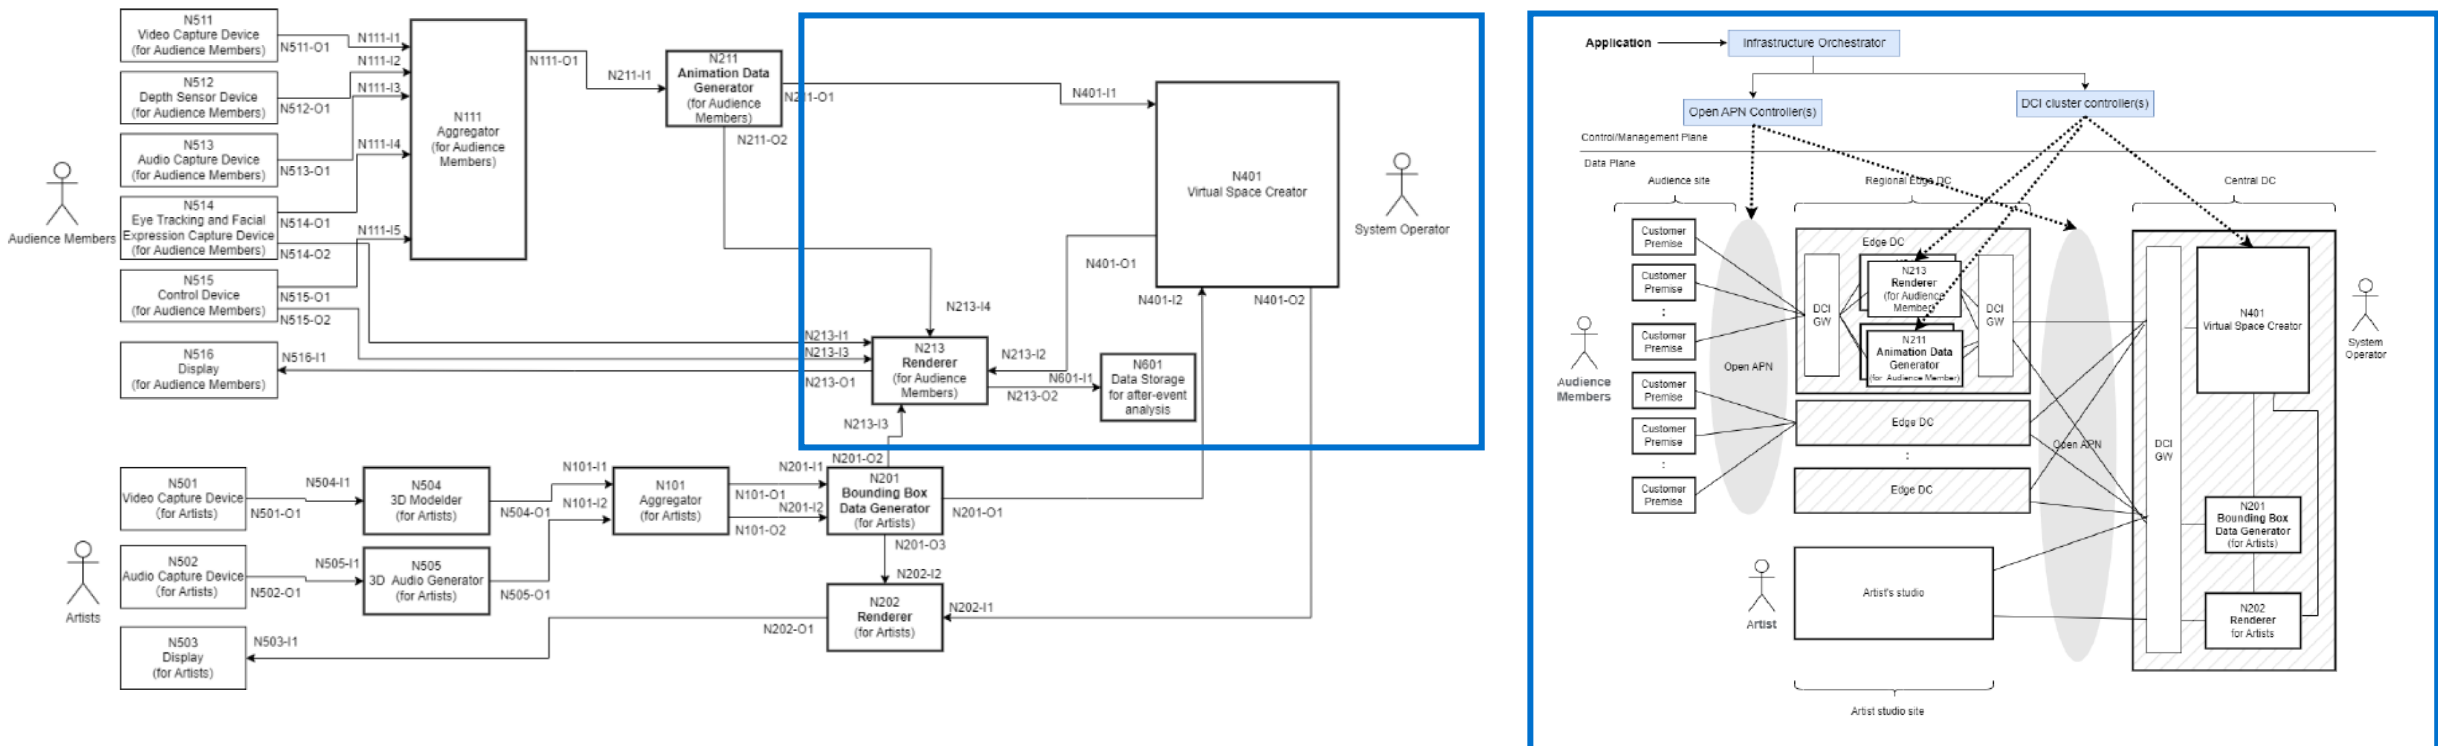 N511
Video Capture Device
(for Audience Members)
N511-O1
N512
Depth Sensor Device
(for Audience Members)
N512-O1
N513
Audio Capture Device
(for Audience Members)
N513-O1
N514
Eye Tracking and Facial
Expression Capture Device
(for Audience Members)
N514-O1
N514-O2
N515
Control Device
(for Audience Members)
N515-O1
N515-O2
N516
Display
(for Audience Members)
N516-I1
Audience Members
N111-I1
N111-I2
N111-I3
N111-I4
N111-I5
N111
Aggregator
(for Audience
Members)
N111-O1
N211-I1
N211
Animation Data
Generator
(for Audience
Members)
N211-O1
N211-O2
N401-I1
N401
Virtual Space Creator
N401-O1
N401-I2
N401-O2
System Operator
N213-I4
N213-I1
N213-I3
N213-O1
N213
Renderer
(for Audience
Members)
N213-I2
N601-I1
N213-O2
N601
Data Storage
for after-event
analysis
N213-I3
N201-O2
N501
Video Capture Device
(for Artists)
N501-O1
N504-I1
N504
3D Modelder
(for Artists)
N504-O1
N101-I1
N101-I2
N101
Aggregator
(for Artists)
N101-O1
N101-O2
N201-I1
N201-I2
N201
Bounding Box
Data Generator
(for Artists)
N201-O1
N201-O3
N502
Audio Capture Device
(for Artists)
N502-O1
N505-I1
N505
3D Audio Generator
(for Artists)
N505-O1
Artists
N202-I2
N202
Renderer
(for Artists)
N202-I1
N202-O1
N503
Display
(for Artists)
N503-I1
Application
Infrastructure Orchestrator
Open APN Controller(s)
DCI cluster controller(s)
Control/Management Plane
Data Plane
Audience site
Regional Edge DC
Central DC
Customer
Premise
Customer
Premise
:
Customer
Premise
Customer
Premise
Customer
Premise
:
Customer
Premise
Audience
Members
Open APN
Edge DC
DCI
GW
N213
Renderer
(for Audience
Member)
N211
Animation Data
Generator
(for Audience Member)
DCI
GW
Edge DC
:
Edge DC
Open APN
DCI
GW
N401
Virtual Space Creator
System
Operator
N201
Bounding Box
Data Generator
(for Artists)
N202
Renderer
for Artists
Artist's studio
Artist
Artist studio site